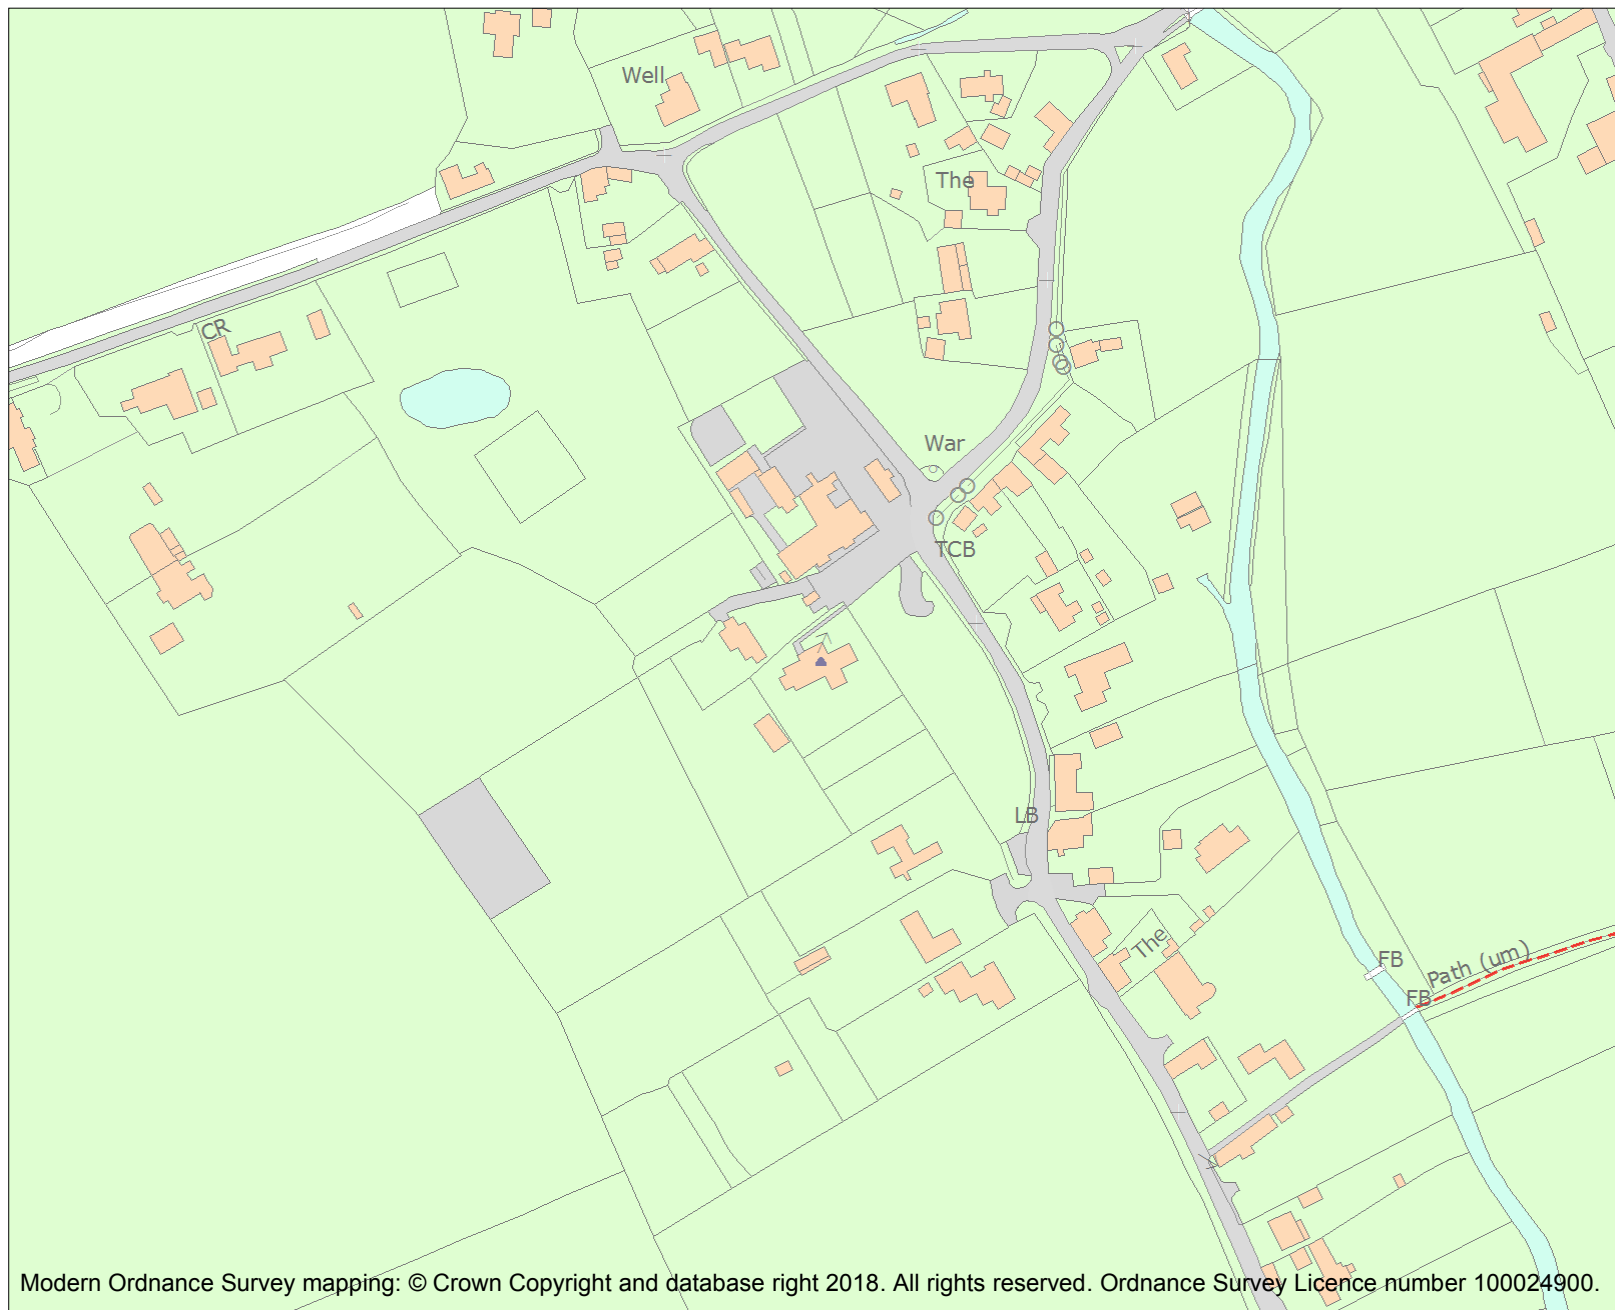 Well
The
CR
War
TCB
LB
The
FB
Path (um)
FB
Modern Ordnance Survey mapping: © Crown Copyright and database right 2018. All rights reserved. Ordnance Survey Licence number 100024900.